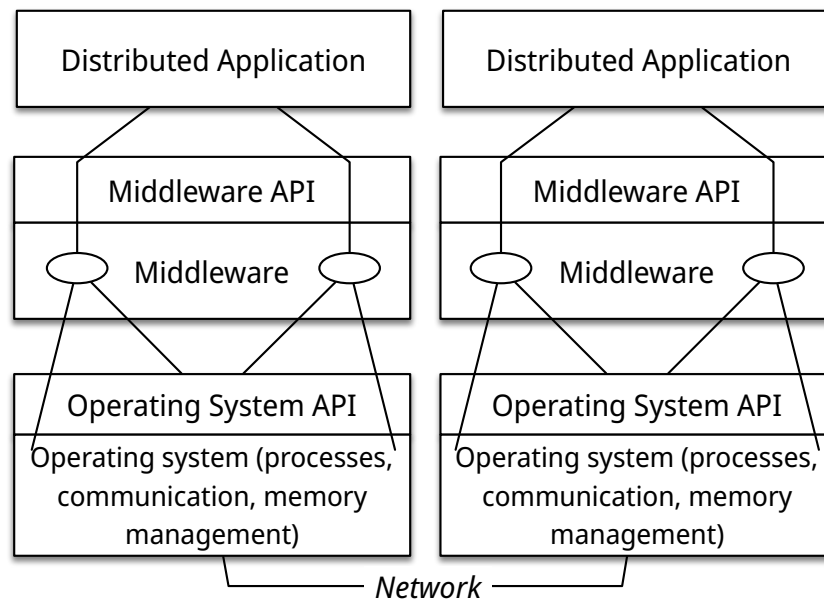 Distributed Application
Middleware API
Middleware
Operating System API
Operating system (processes,
communication, memory
management)
Distributed Application
Middleware API
Middleware
Operating System API
Operating system (processes,
communication, memory
management)
Network